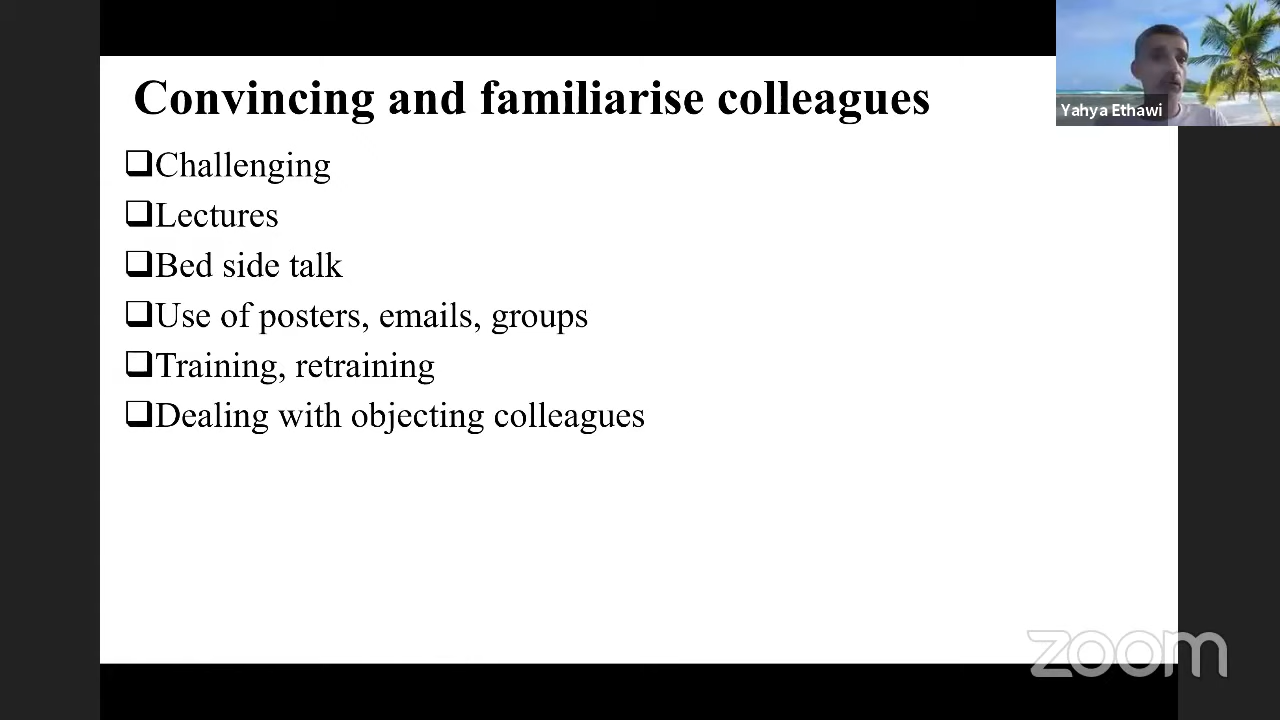 Convincing and familiarise colleagues
Challenging
Lectures
Bed side talk
Use of posters, emails, groups
Training, retraining
Dealing with objecting colleagues
Yahya Ethawi
zoom